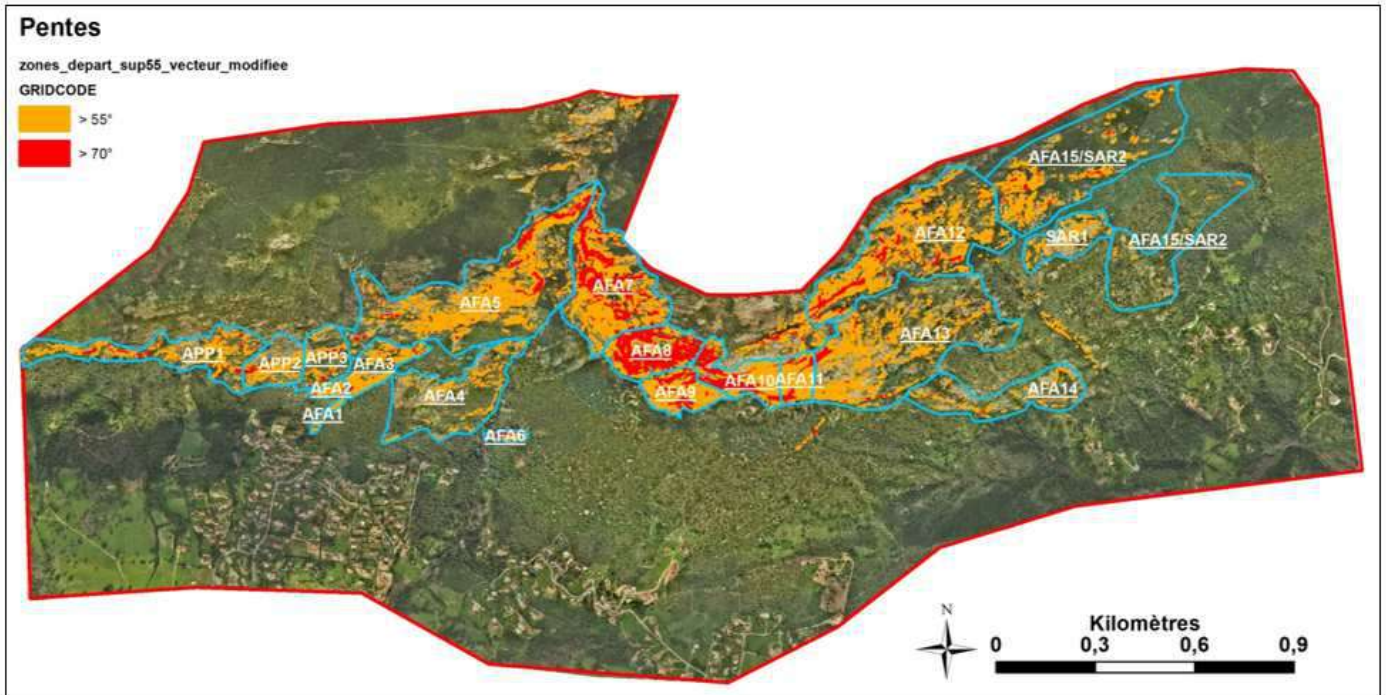 Pentes
zones_depart_sup55_vecteur_modifiee
GRIDCODE
> 55°
> 70°
AFA15/SAR2
AFA12
SAR1
AFA15/SAR2
AFA7
AFA5
AFA13
APP1
APP2
APP3
AFA3
AFA8
AFA2
AFA4
AFA9
AFA10
AFA11
AFA14
AFA1
AFA6
N
Kilomètres
0
0,3
0,6
0,9